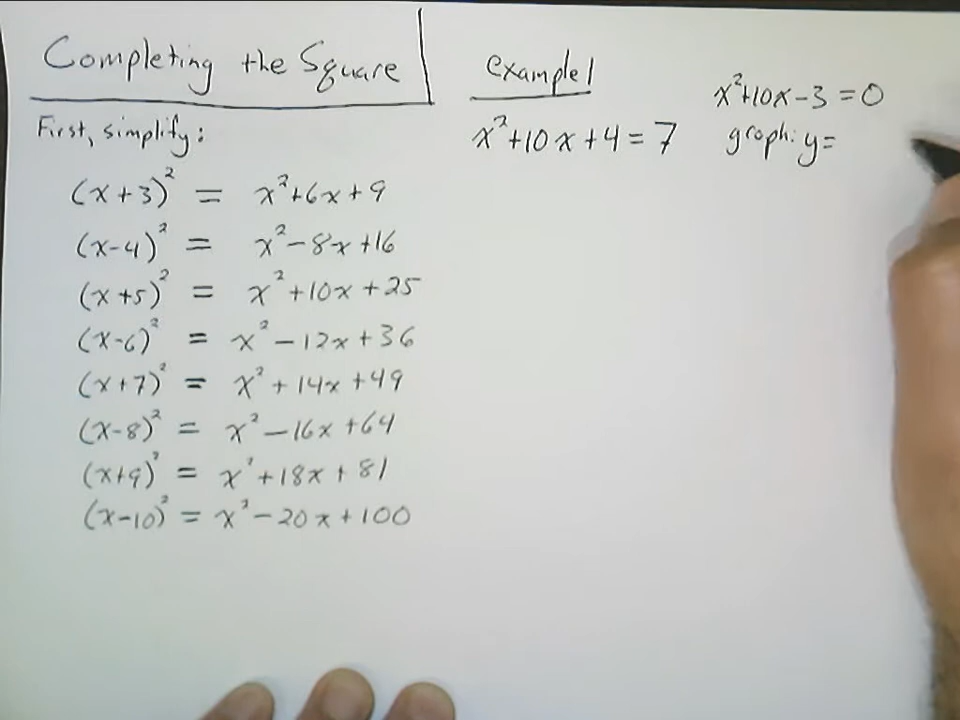 Completing the Square
First, simplify:
(x+3)² = x²+6x+9
(x-4)² = x²-8x+16
(x+5)² = x²+10x+25
(x-6)² = x²-12x+36
(x+7)² = x²+14x+49
(x-8)² = x²-16x+64
(x+9)² = x²+18x+81
(x-10)² = x²-20x+100
example 1
x²+10x+4=7
x²+10x-3=0
graph: y=